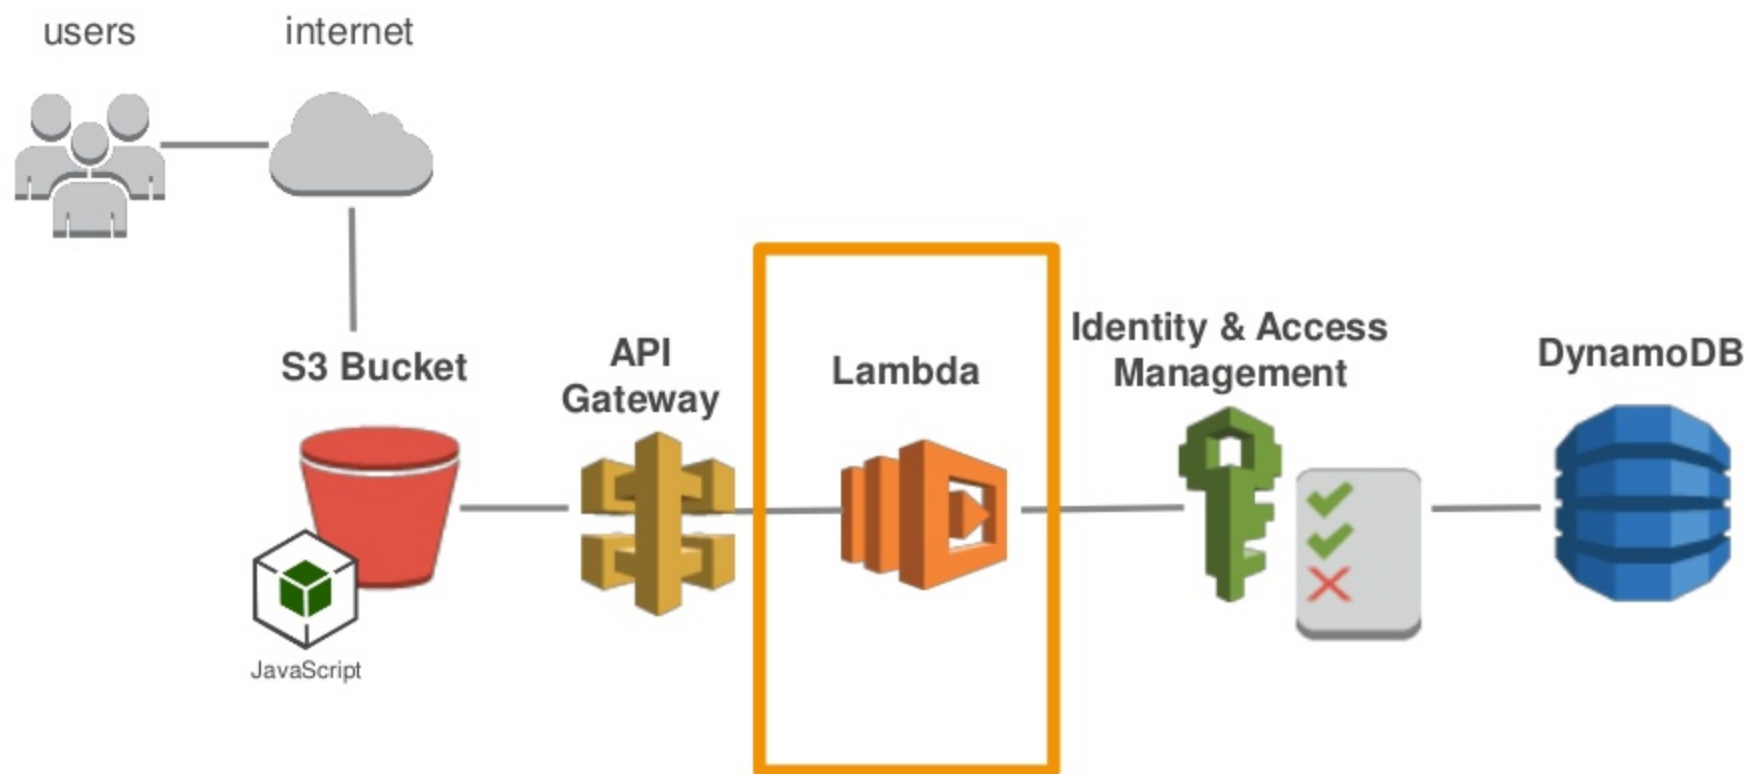 users
internet
S3 Bucket
API
Gateway
Lambda
Identity & Access
Management
DynamoDB
JavaScript